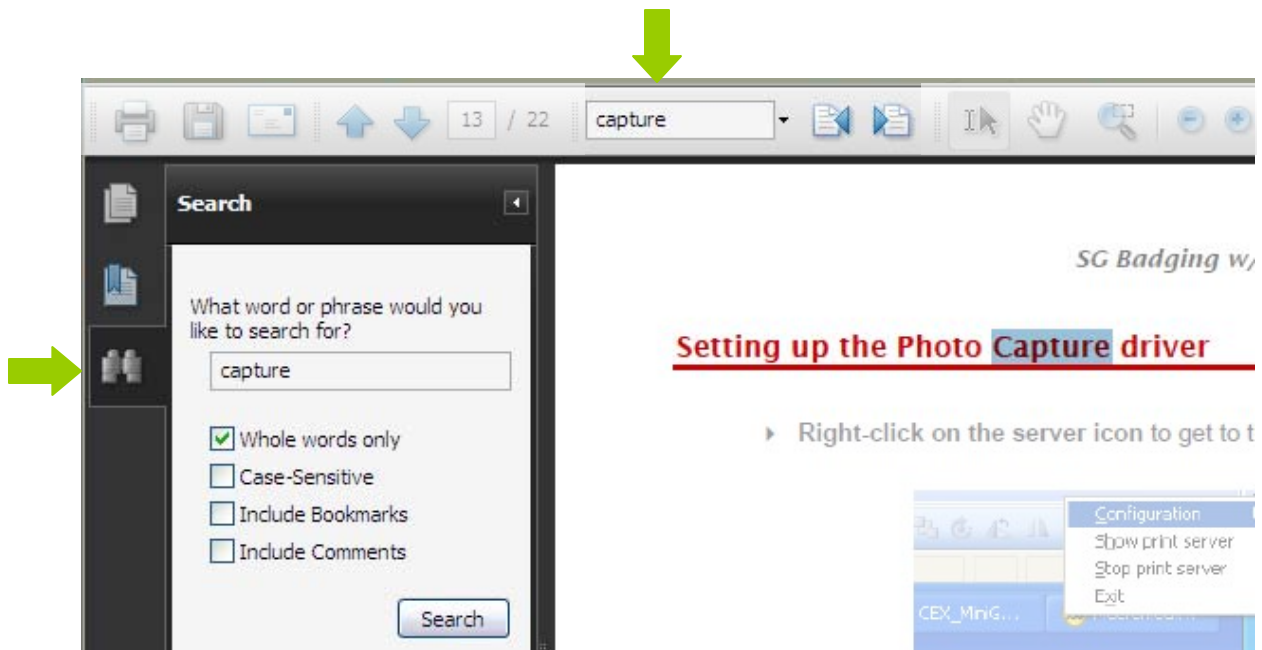 13 / 22
capture
Search
What word or phrase would you
like to search for?
capture
Whole words only
Case-Sensitive
Include Bookmarks
Include Comments
Search
SG Badging w/
Setting up the Photo Capture driver
Right-click on the server icon to get to t
Configuration
Show print server
Stop print server
Exit
CEX_MniG...